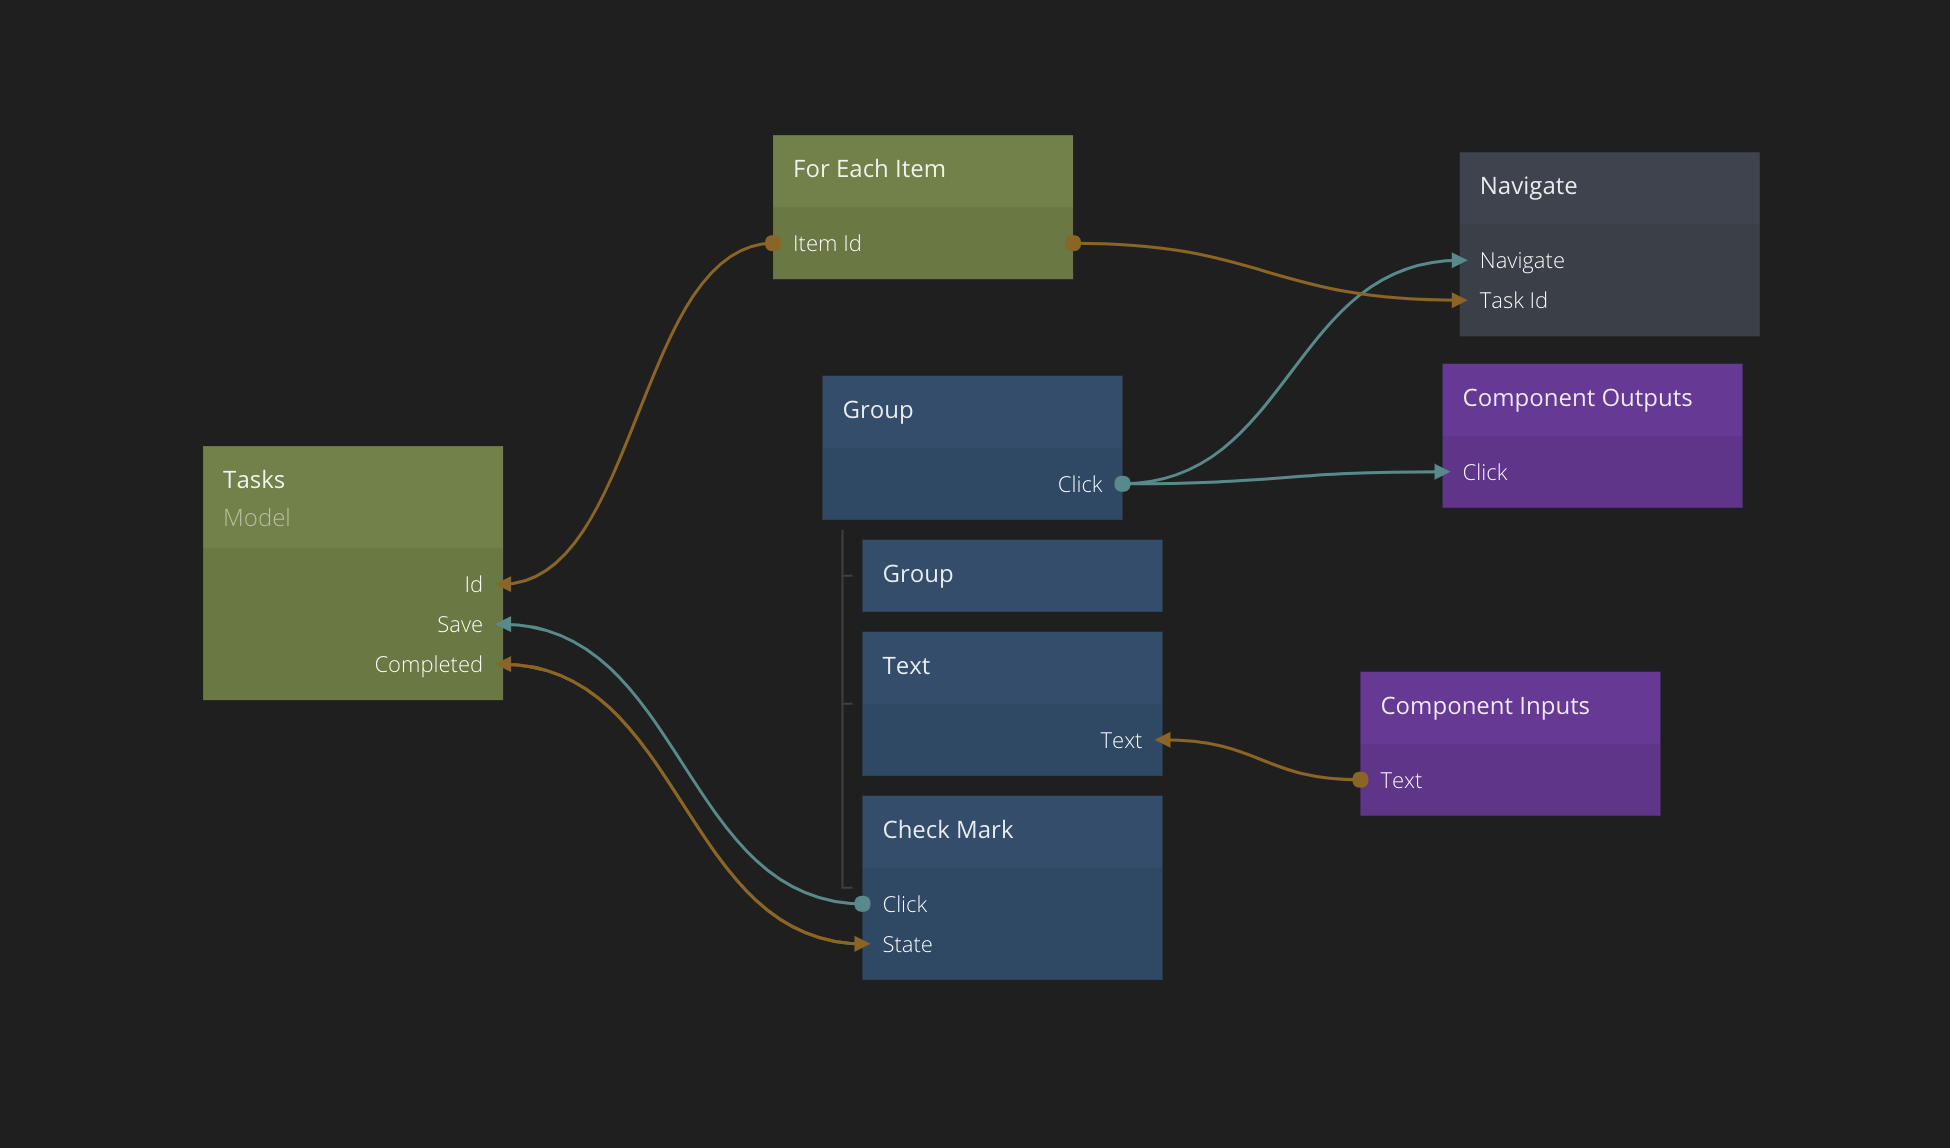 For Each Item
Item Id
Navigate
Navigate
Task Id
Group
Click
Component Outputs
Click
Tasks
Model
Id
Save
Completed
Group
Text
Text
Component Inputs
Text
Check Mark
Click
State